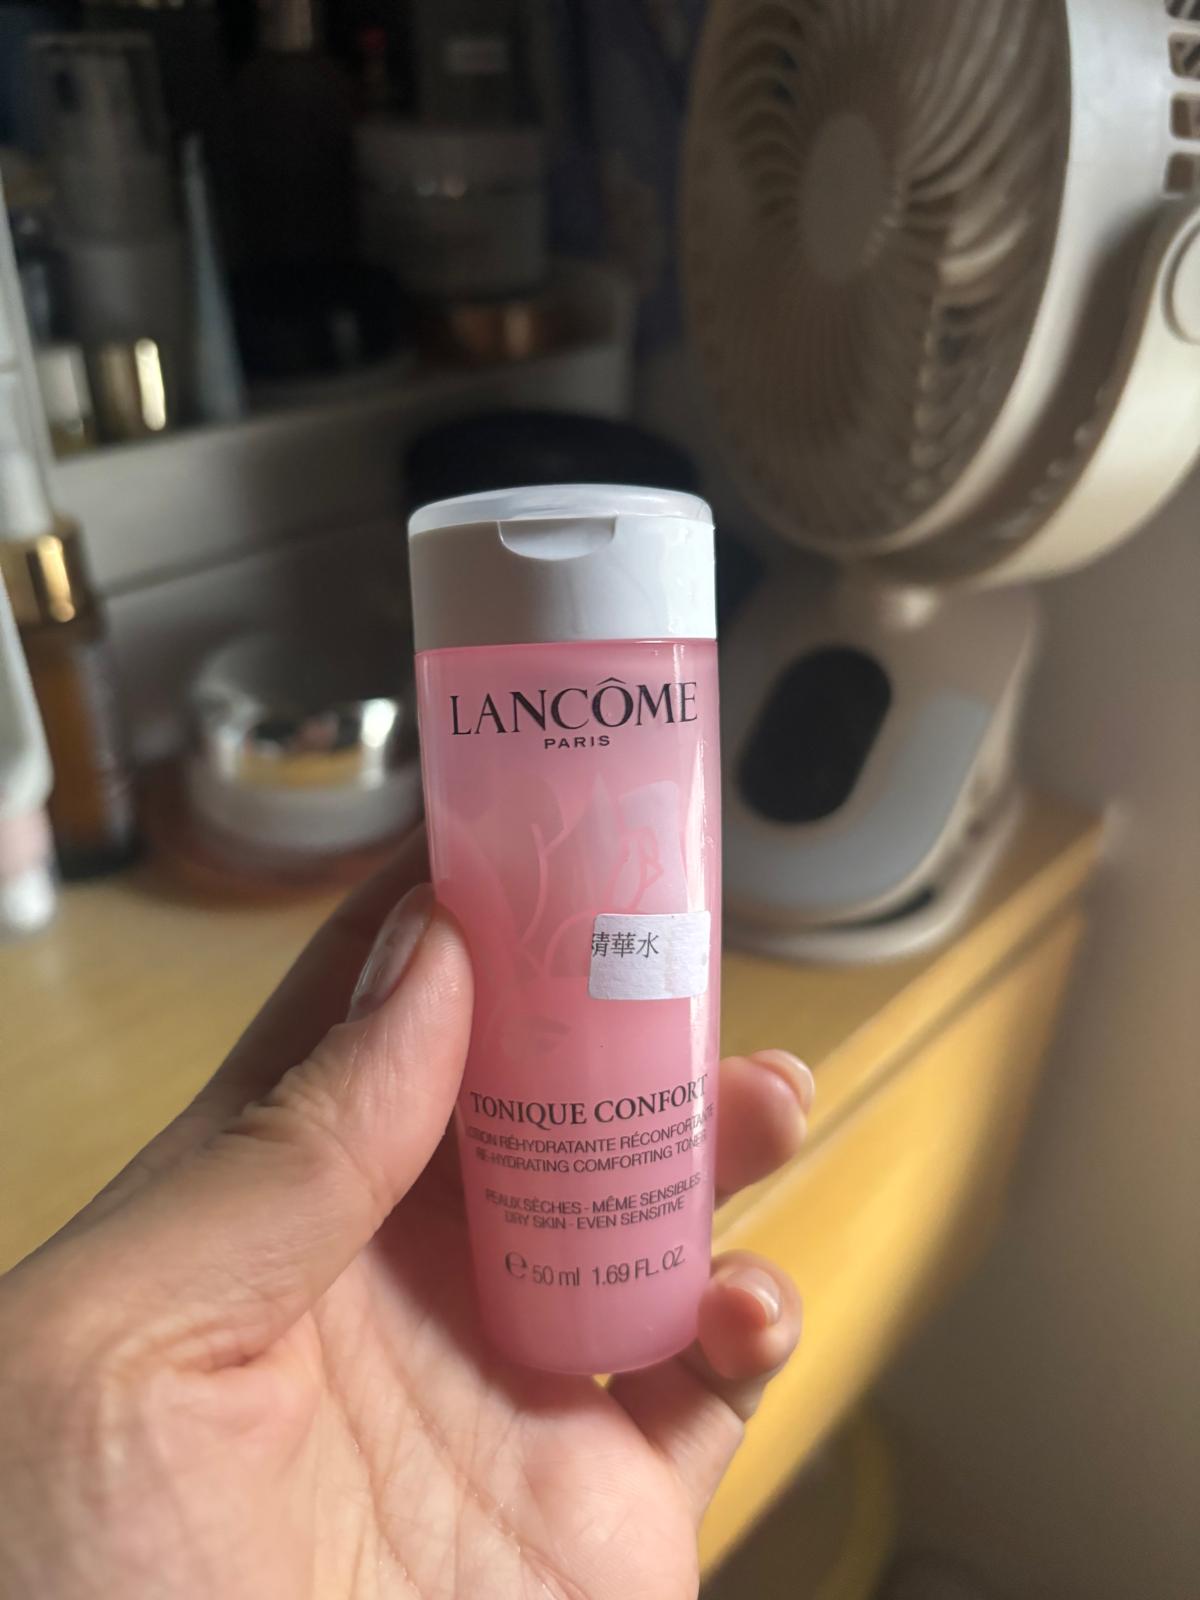 LANCÔME
PARIS
精華水
TONIQUE CONFORT
LOTION RÉHYDRATANTE RÉCONFORTANTE
RE-HYDRATING COMFORTING TONER
PEAUX SÈCHES - MÊME SENSIBLES
DRY SKIN - EVEN SENSITIVE
℮ 50 ml 1.69 FL. OZ.